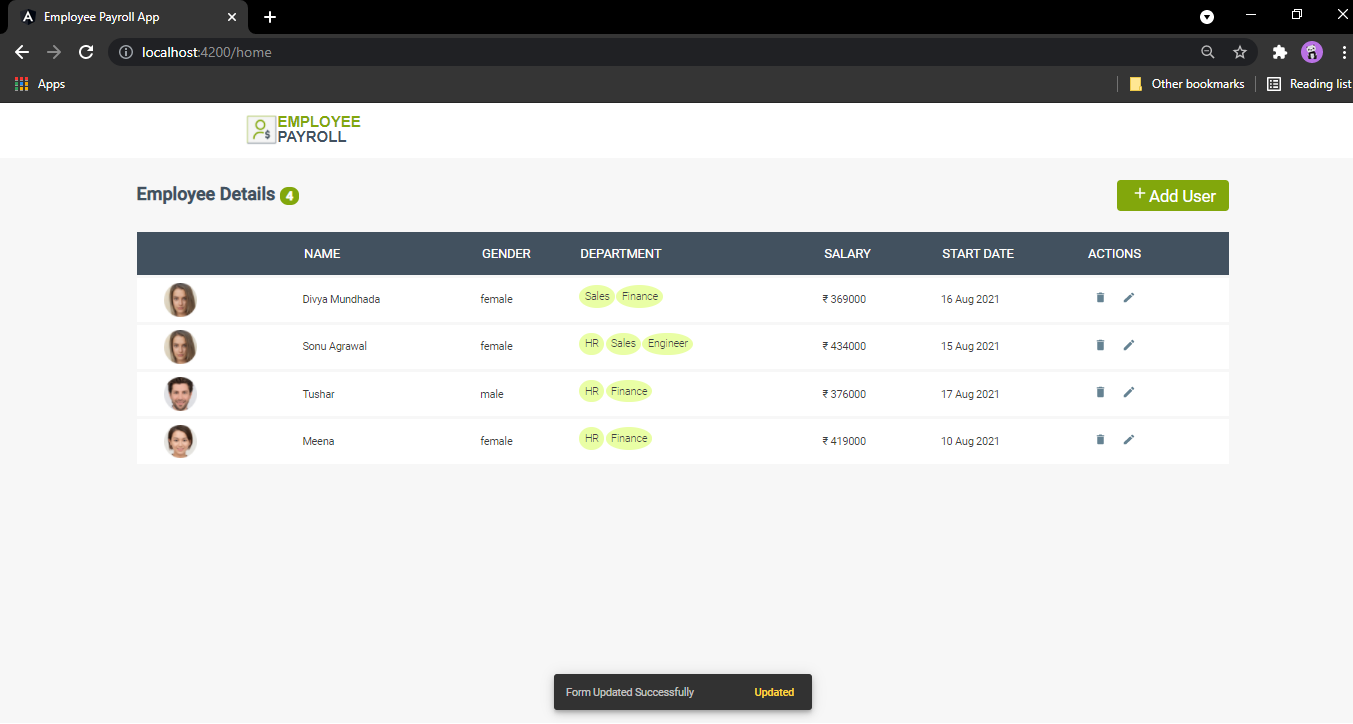 Employee Payroll App
localhost:4200/home
Apps
Other bookmarks
Reading list
EMPLOYEE
PAYROLL
Employee Details 4
+ Add User
NAME GENDER DEPARTMENT SALARY START DATE ACTIONS
Divya Mundhada female Sales Finance ₹ 369000 16 Aug 2021
Sonu Agrawal female HR Sales Engineer ₹ 434000 15 Aug 2021
Tushar male HR Finance ₹ 376000 17 Aug 2021
Meena female HR Finance ₹ 419000 10 Aug 2021
Form Updated Successfully Updated